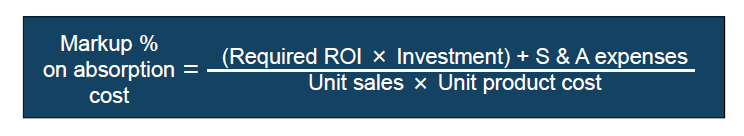 Markup %
on absorption
cost
=
(Required ROI × Investment) + S & A expenses
Unit sales × Unit product cost